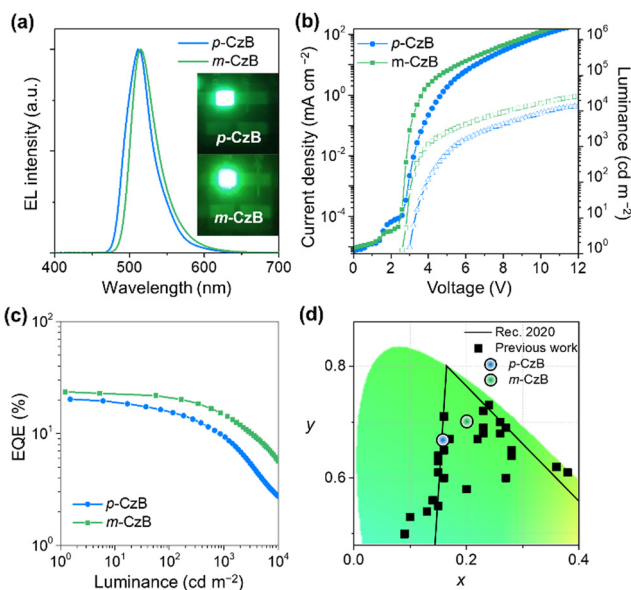 (a)
p-CzB
m-CzB
p-CzB
m-CzB
EL intensity (a.u.)
400 500 600 700
Wavelength (nm)
(b)
10²
10⁰
10⁻²
10⁻⁴
Current density (mA cm⁻²)
p-CzB
m-CzB
10⁶
10⁵
10⁴
10³
10²
10¹
10⁰
Luminance (cd m⁻²)
0 2 4 6 8 10 12
Voltage (V)
(c)
10²
10¹
10⁰
EQE (%)
p-CzB
m-CzB
10⁰ 10¹ 10² 10³ 10⁴
Luminance (cd m⁻²)
(d)
Rec. 2020
Previous work
p-CzB
m-CzB
0.8
0.6
y
0.0 0.2 0.4
x